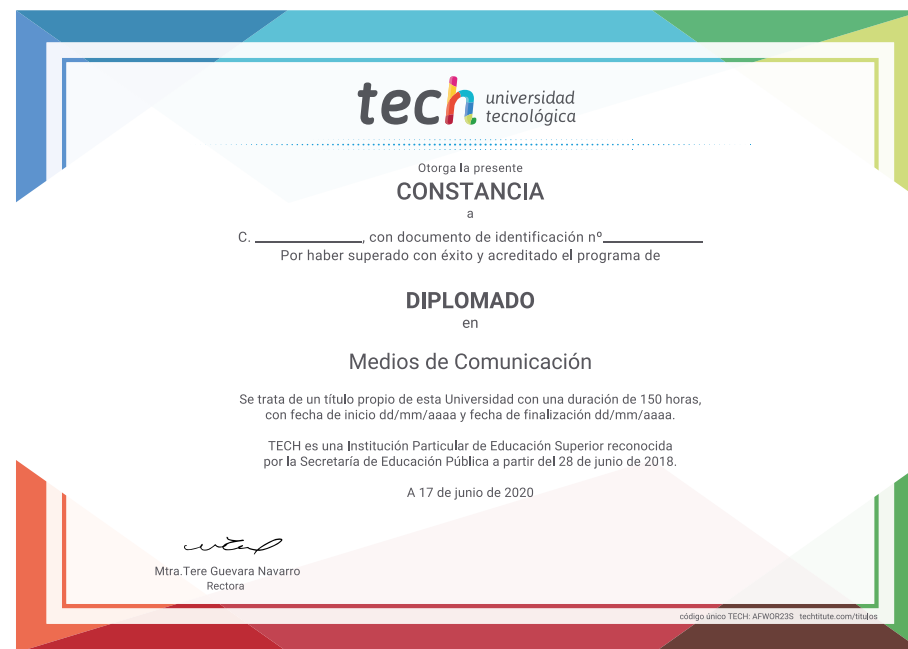 tech universidad
tecnológica
Otorga la presente
CONSTANCIA
a
C. ____________, con documento de identificación nº____________
Por haber superado con éxito y acreditado el programa de
DIPLOMADO
en
Medios de Comunicación
Se trata de un título propio de esta Universidad con una duración de 150 horas,
con fecha de inicio dd/mm/aaaa y fecha de finalización dd/mm/aaaa.
TECH es una Institución Particular de Educación Superior reconocida
por la Secretaría de Educación Pública a partir del 28 de junio de 2018.
A 17 de junio de 2020
Mtra.Tere Guevara Navarro
Rectora
código único TECH: AFWOR23S techtitute.com/titulos